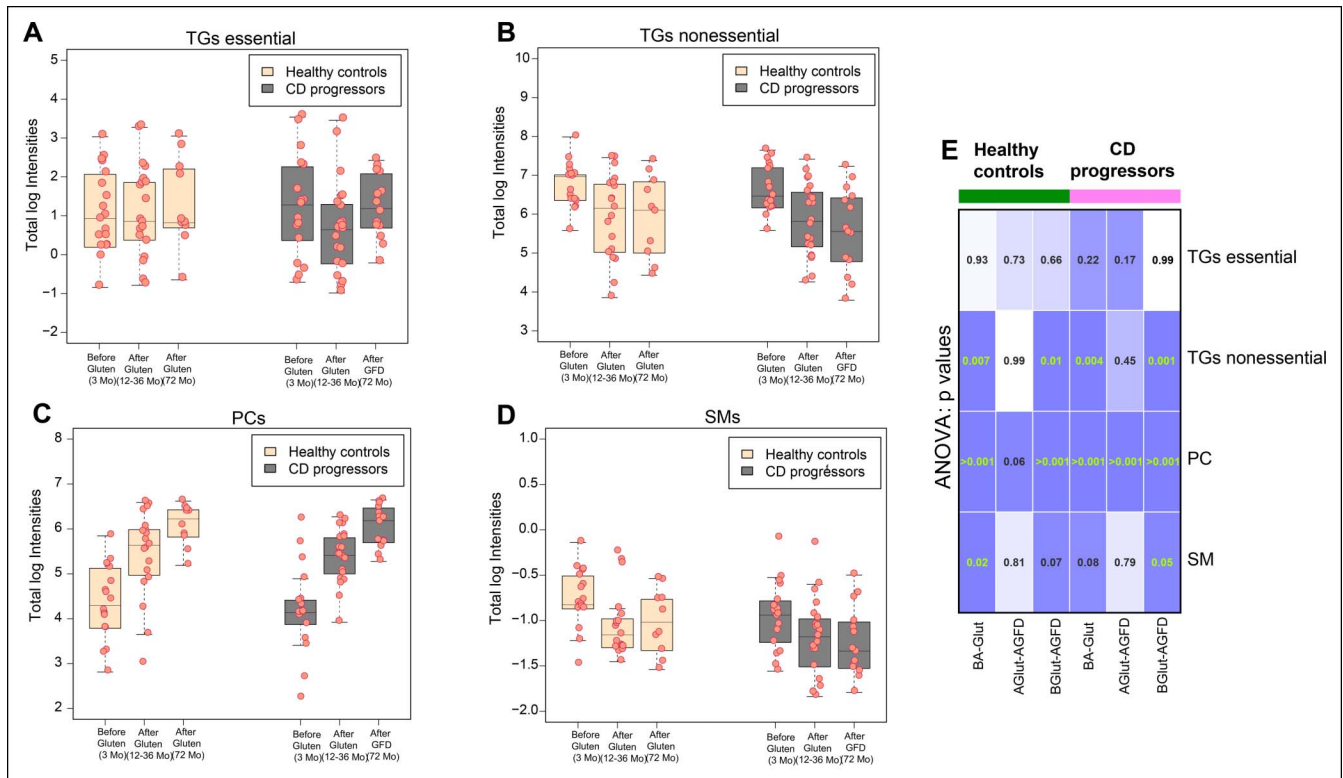 A
TGs essential
Total log Intensities
5
4
3
2
1
0
−1
−2
Healthy controls
CD progressors
Before
Gluten
(3 Mo)
After
Gluten
(12-36 Mo)
After
Gluten
(72 Mo)
Before
Gluten
(3 Mo)
After
Gluten
(12-36 Mo)
After
GFD
(72 Mo)
B
TGs nonessential
Total log Intensities
10
9
8
7
6
5
4
3
Healthy controls
CD progressors
Before
Gluten
(3 Mo)
After
Gluten
(12-36 Mo)
After
Gluten
(72 Mo)
Before
Gluten
(3 Mo)
After
Gluten
(12-36 Mo)
After
GFD
(72 Mo)
C
PCs
Total log Intensities
8
7
6
5
4
3
2
Healthy controls
CD progressors
Before
Gluten
(3 Mo)
After
Gluten
(12-36 Mo)
After
Gluten
(72 Mo)
Before
Gluten
(3 Mo)
After
Gluten
(12-36 Mo)
After
GFD
(72 Mo)
D
SMs
Total log Intensities
1.0
0.5
0.0
−0.5
−1.0
−1.5
−2.0
Healthy controls
CD progréssors
Before
Gluten
(3 Mo)
After
Gluten
(12-36 Mo)
After
Gluten
(72 Mo)
Before
Gluten
(3 Mo)
After
Gluten
(12-36 Mo)
After
GFD
(72 Mo)
E
Healthy
controls
CD
progressors
ANOVA: p values
0.93 0.73 0.66 0.22 0.17 0.99 TGs essential
0.007 0.99 0.01 0.004 0.45 0.001 TGs nonessential
>0.001 0.06 >0.001 >0.001 >0.001 >0.001 PC
0.02 0.81 0.07 0.08 0.79 0.05 SM
BA-Glut
AGlut-AGFD
BGlut-AGFD
BA-Glut
AGlut-AGFD
BGlut-AGFD